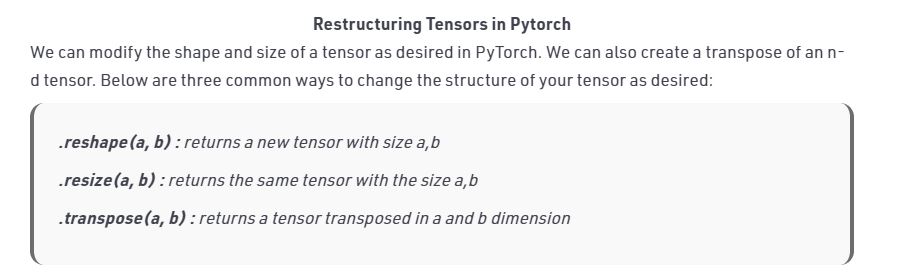 Restructuring Tensors in Pytorch
We can modify the shape and size of a tensor as desired in PyTorch. We can also create a transpose of an n-
d tensor. Below are three common ways to change the structure of your tensor as desired:
.reshape(a, b) : returns a new tensor with size a,b
.resize(a, b) : returns the same tensor with the size a,b
.transpose(a, b) : returns a tensor transposed in a and b dimension